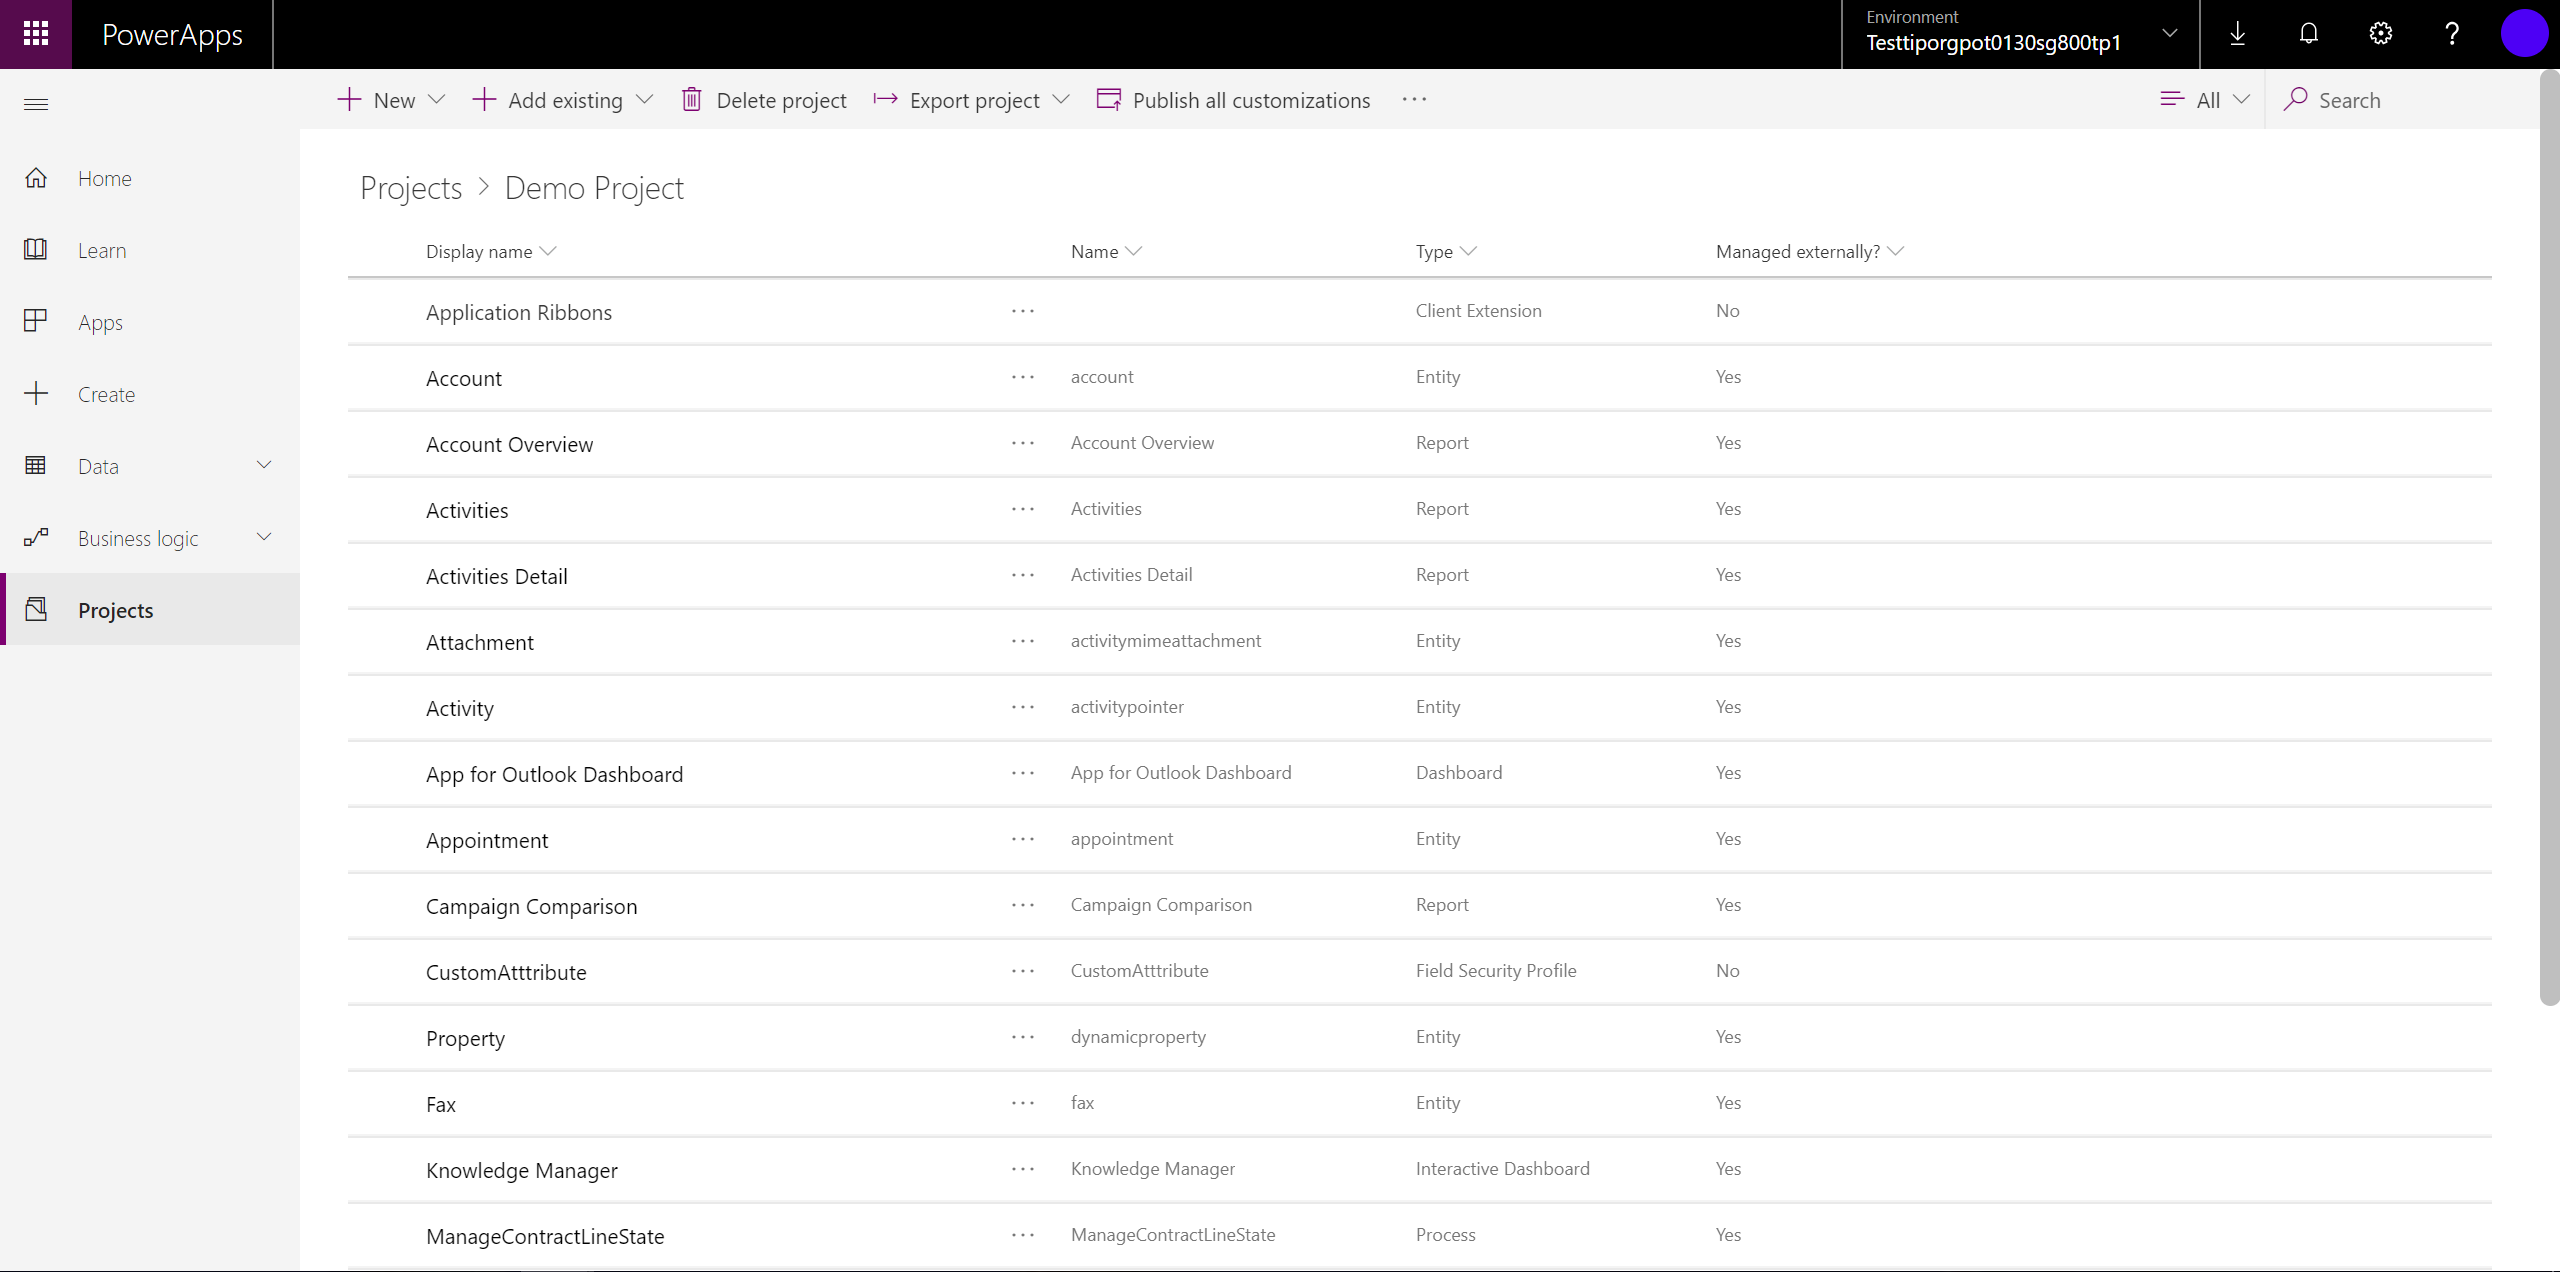 PowerApps
Environment
Testtiporgpot0130sg800tp1
New
Add existing
Delete project
Export project
Publish all customizations
All
Search
Home
Learn
Apps
Create
Data
Business logic
Projects
Projects > Demo Project
Display name Name Type Managed externally?
Application Ribbons Client Extension No
Account account Entity Yes
Account Overview Account Overview Report Yes
Activities Activities Report Yes
Activities Detail Activities Detail Report Yes
Attachment activitymimeattachment Entity Yes
Activity activitypointer Entity Yes
App for Outlook Dashboard App for Outlook Dashboard Dashboard Yes
Appointment appointment Entity Yes
Campaign Comparison Campaign Comparison Report Yes
CustomAtttribute CustomAtttribute Field Security Profile No
Property dynamicproperty Entity Yes
Fax fax Entity Yes
Knowledge Manager Knowledge Manager Interactive Dashboard Yes
ManageContractLineState ManageContractLineState Process Yes